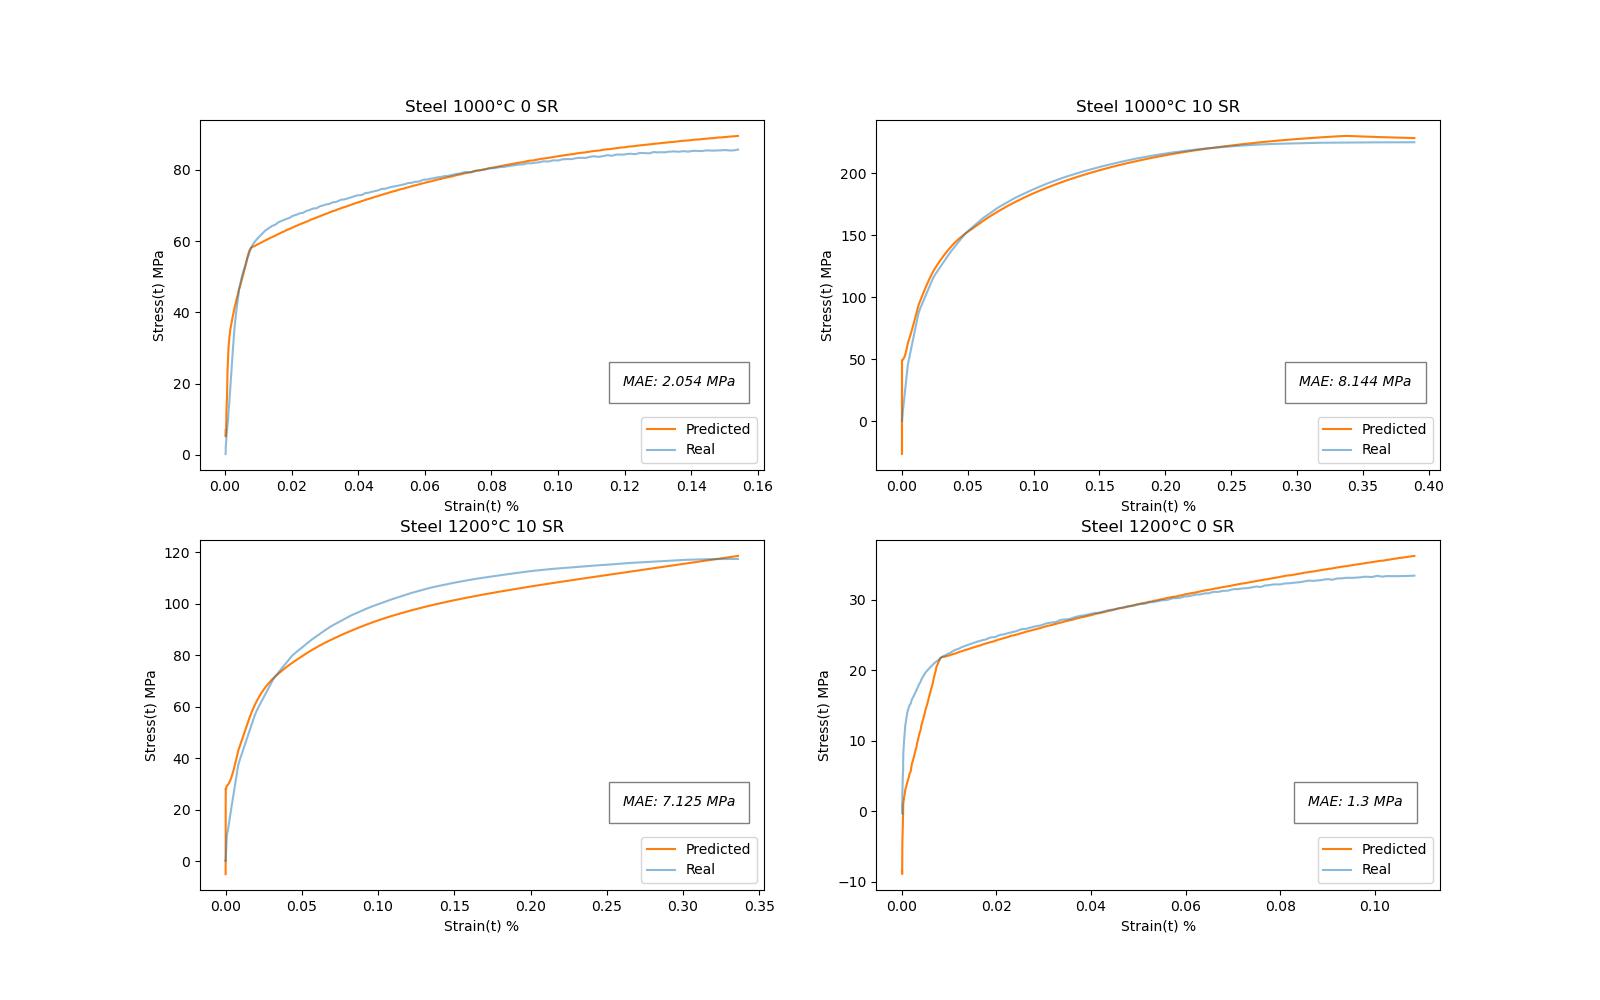 Steel 1000°C 0 SR
Stress(t) MPa
80
60
40
20
0
MAE: 2.054 MPa
Predicted
Real
0.00 0.02 0.04 0.06 0.08 0.10 0.12 0.14 0.16
Strain(t) %
Steel 1000°C 10 SR
Stress(t) MPa
200
150
100
50
0
MAE: 8.144 MPa
Predicted
Real
0.00 0.05 0.10 0.15 0.20 0.25 0.30 0.35 0.40
Strain(t) %
Steel 1200°C 10 SR
Stress(t) MPa
120
100
80
60
40
20
0
MAE: 7.125 MPa
Predicted
Real
0.00 0.05 0.10 0.15 0.20 0.25 0.30 0.35
Strain(t) %
Steel 1200°C 0 SR
Stress(t) MPa
30
20
10
0
−10
MAE: 1.3 MPa
Predicted
Real
0.00 0.02 0.04 0.06 0.08 0.10
Strain(t) %